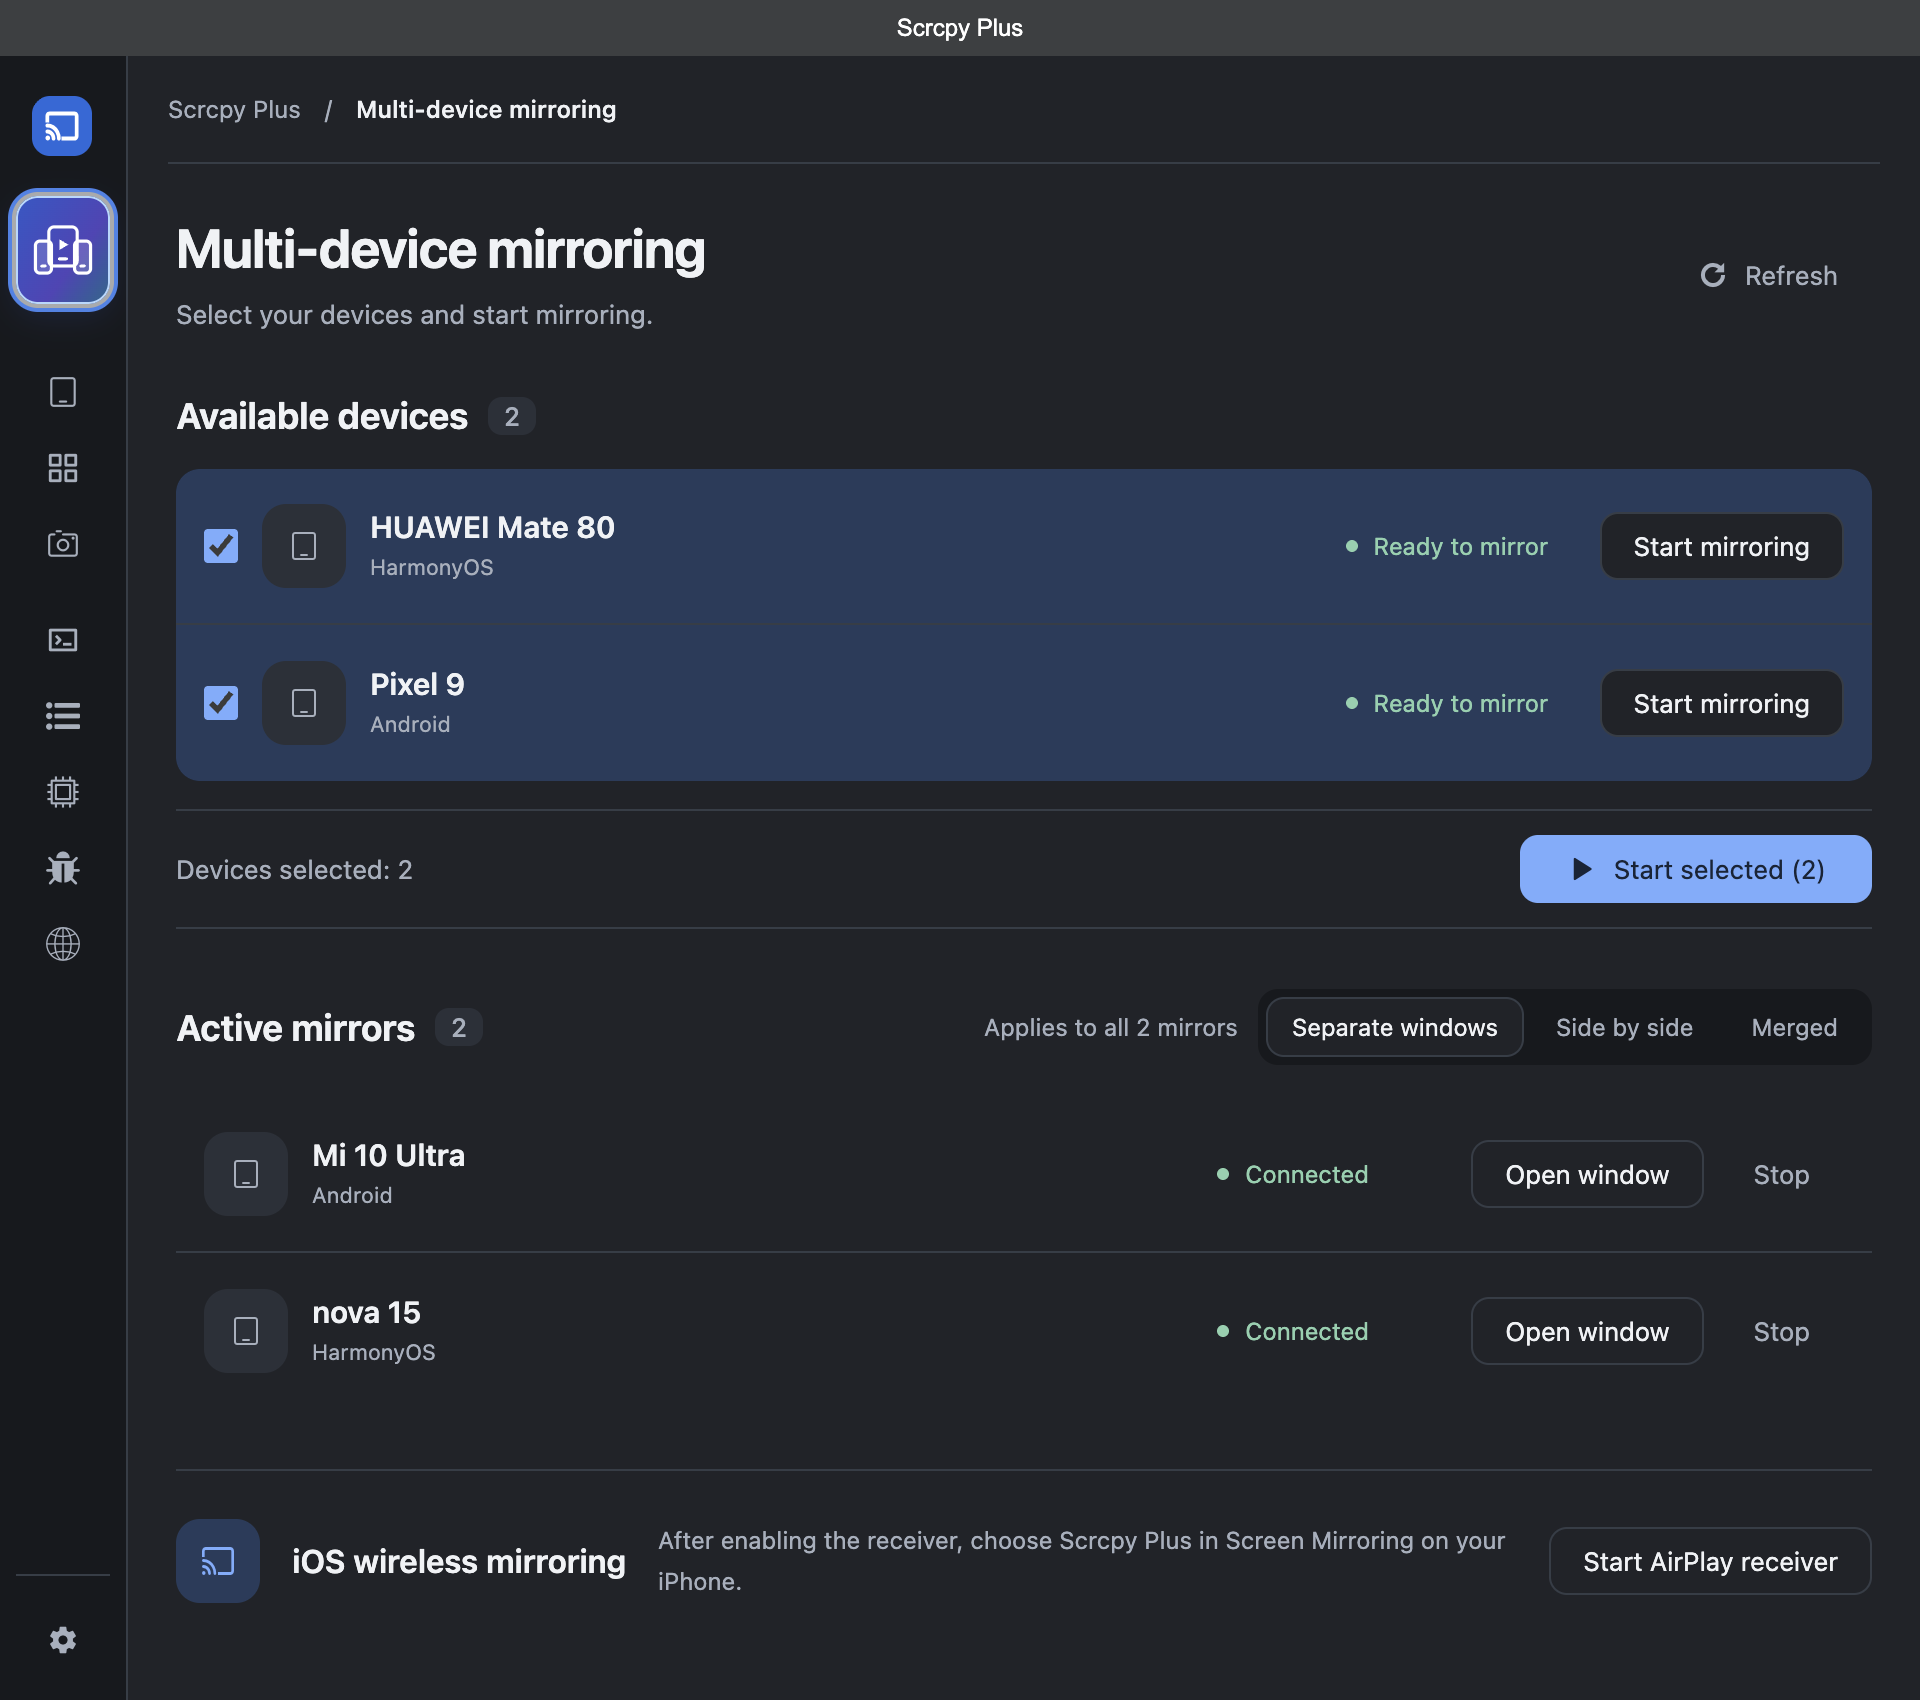 Scrcpy Plus
Scrcpy Plus / Multi-device mirroring
Multi-device mirroring
Select your devices and start mirroring.
Refresh
Available devices 2
HUAWEI Mate 80
HarmonyOS
Ready to mirror
Start mirroring
Pixel 9
Android
Ready to mirror
Start mirroring
Devices selected: 2
Start selected (2)
Active mirrors 2
Applies to all 2 mirrors
Separate windows
Side by side
Merged
Mi 10 Ultra
Android
Connected
Open window
Stop
nova 15
HarmonyOS
Connected
Open window
Stop
iOS wireless mirroring
After enabling the receiver, choose Scrcpy Plus in Screen Mirroring on your
iPhone.
Start AirPlay receiver